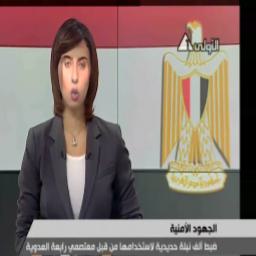 الأولى
الجهود الأمنية
ضبط ألف نبلة حديدية لاستخدامها من قبل معتصمي رابعة العدوية